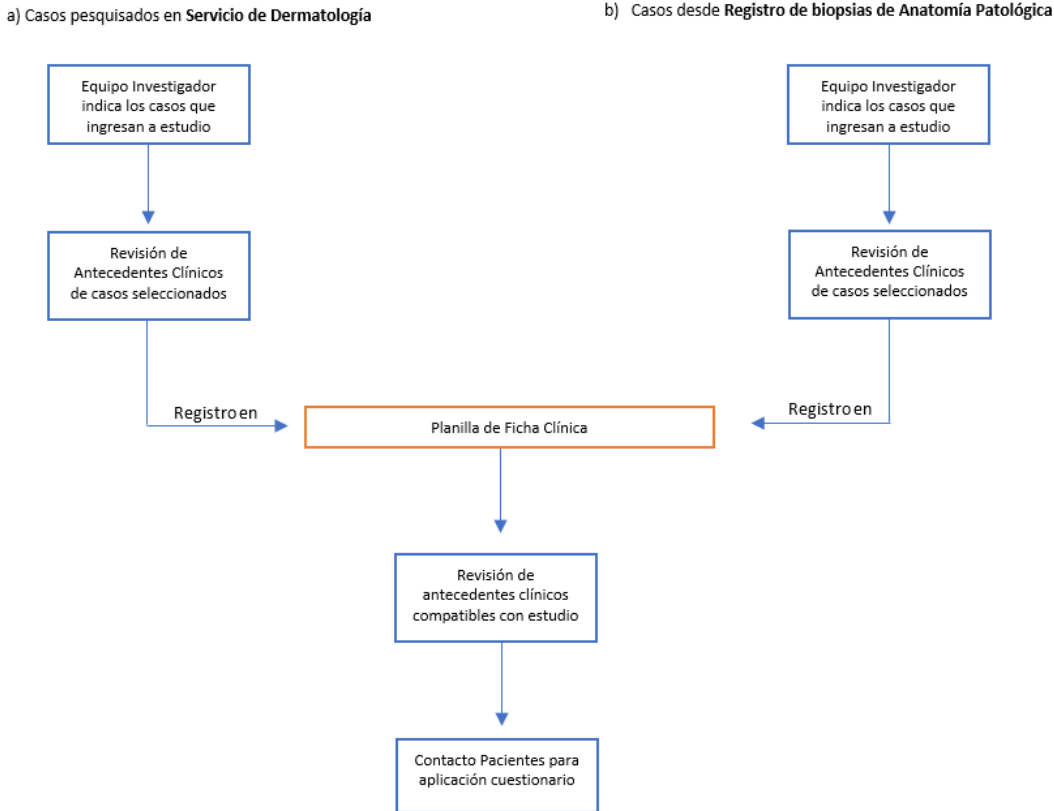 a) Casos pesquisados en Servicio de Dermatología
b) Casos desde Registro de biopsias de Anatomía Patológica
Equipo Investigador
indica los casos que
ingresan a estudio
Equipo Investigador
indica los casos que
ingresan a estudio
Revisión de
Antecedentes Clínicos
de casos seleccionados
Revisión de
Antecedentes Clínicos
de casos seleccionados
Registro en
Registro en
Planilla de Ficha Clínica
Revisión de
antecedentes clínicos
compatibles con estudio
Contacto Pacientes para
aplicación cuestionario